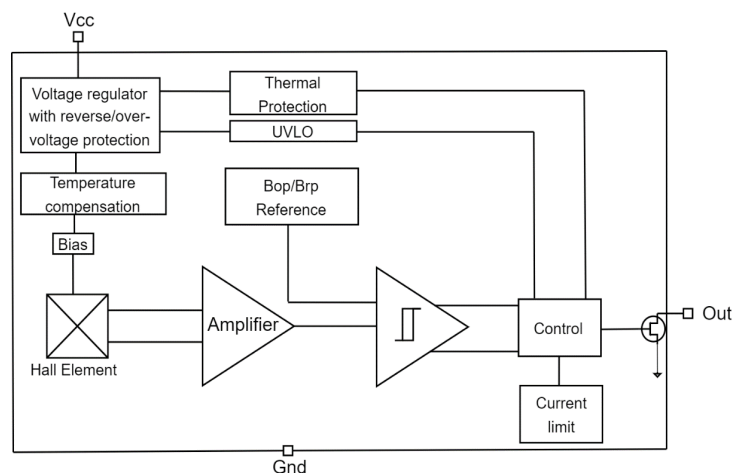 Vcc
Voltage regulator
with reverse/over-
voltage protection
Thermal
Protection
UVLO
Temperature
compensation
Bop/Brp
Reference
Bias
Amplifier
Hall Element
Control
Out
Current
limit
Gnd